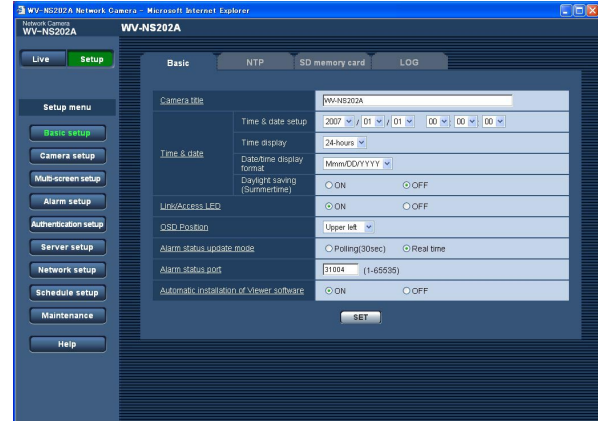 WV-NS202A Network Camera - Microsoft Internet Explorer
Network Camera
WV-NS202A
WV-NS202A
Live Setup
Basic NTP SD memory card LOG
Setup menu
Basic setup
Camera setup
Multi-screen setup
Alarm setup
Authentication setup
Server setup
Network setup
Schedule setup
Maintenance
Help
Camera title WV-NS202A
Time & date
Time & date setup 2007 / 01 / 01 00 : 00 : 00
Time display 24-hours
Date/time display
format Mmm/DD/YYYY
Daylight saving
(Summertime) ON OFF
Link/Access LED ON OFF
OSD Position Upper left
Alarm status update mode Polling(30sec) Real time
Alarm status port 31004 (1-65535)
Automatic installation of Viewer software ON OFF
SET